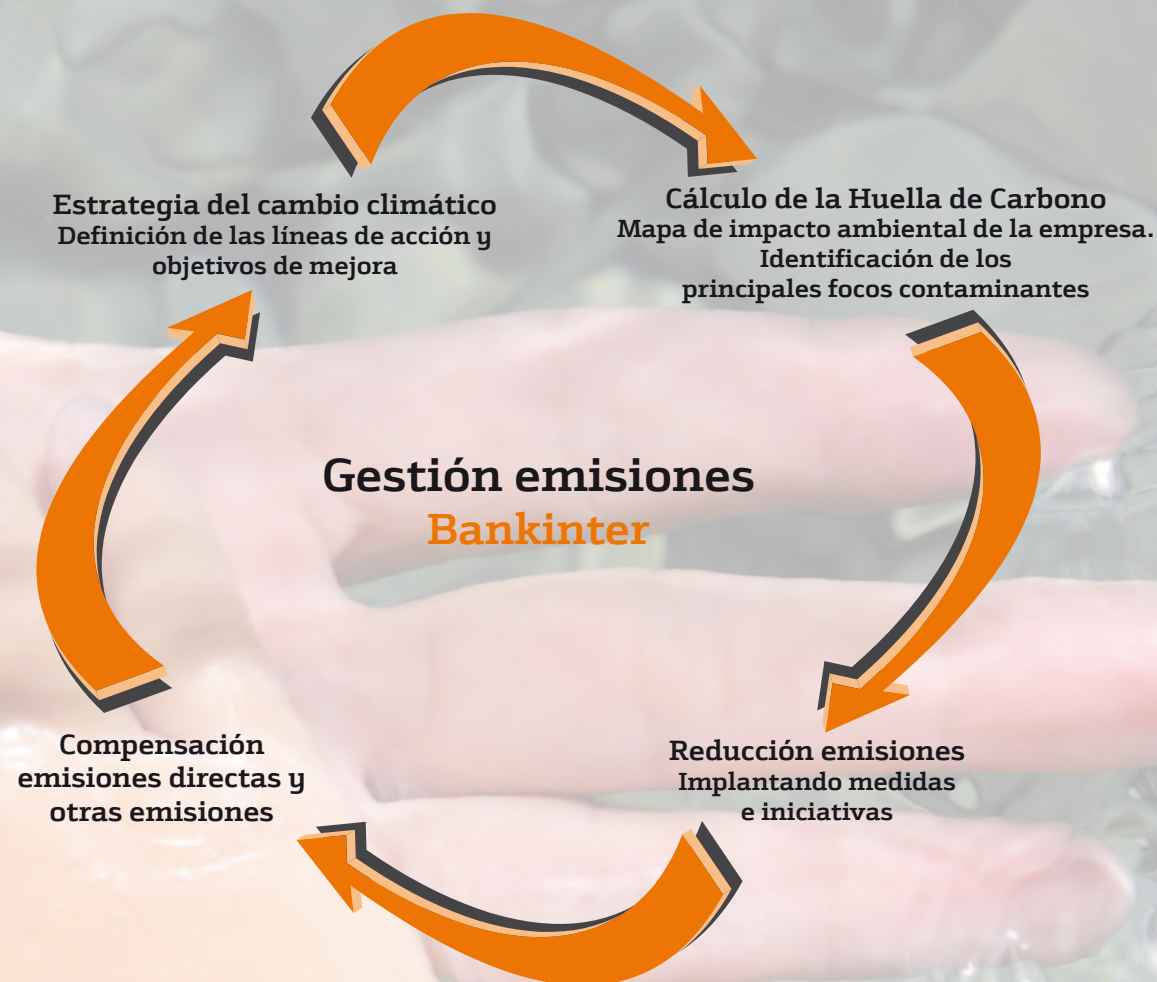 Estrategia del cambio climático
Definición de las líneas de acción y
objetivos de mejora
Cálculo de la Huella de Carbono
Mapa de impacto ambiental de la empresa.
Identificación de los
principales focos contaminantes
Gestión emisiones
Bankinter
Compensación
emisiones directas y
otras emisiones
Reducción emisiones
Implantando medidas
e iniciativas